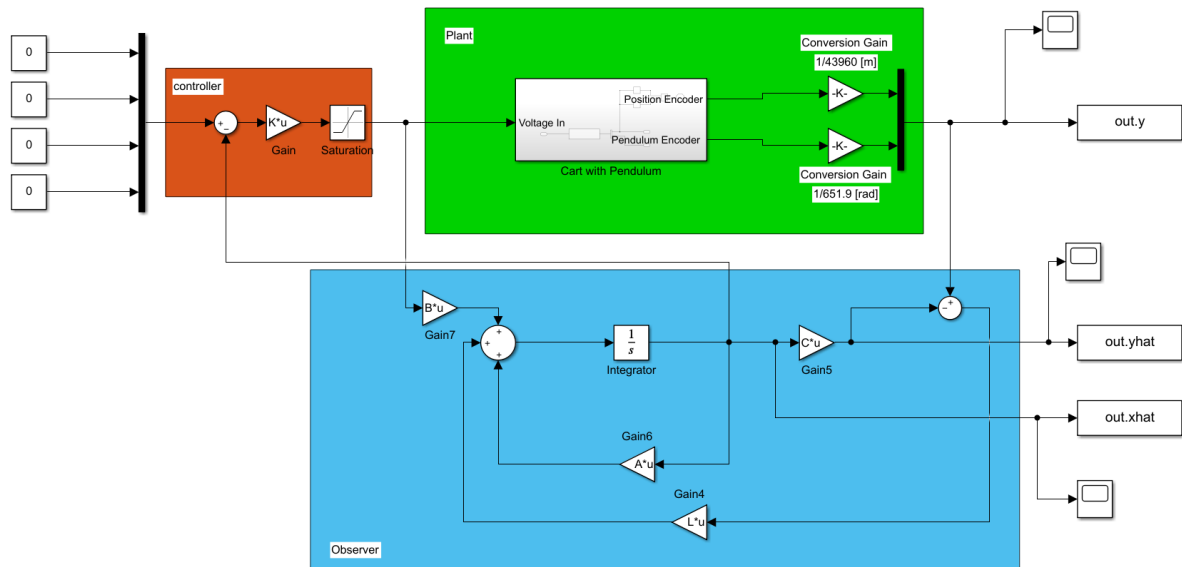 0
0
0
0
controller
+
−
K*u
Gain
Saturation
Plant
Voltage In
Position Encoder
Pendulum Encoder
Cart with Pendulum
Conversion Gain
1/43960 [m]
-K-
-K-
Conversion Gain
1/651.9 [rad]
out.y
B*u
Gain7
+
+
+
1
s
Integrator
C*u
Gain5
−
+
out.yhat
out.xhat
Gain6
A*u
Gain4
L*u
Observer